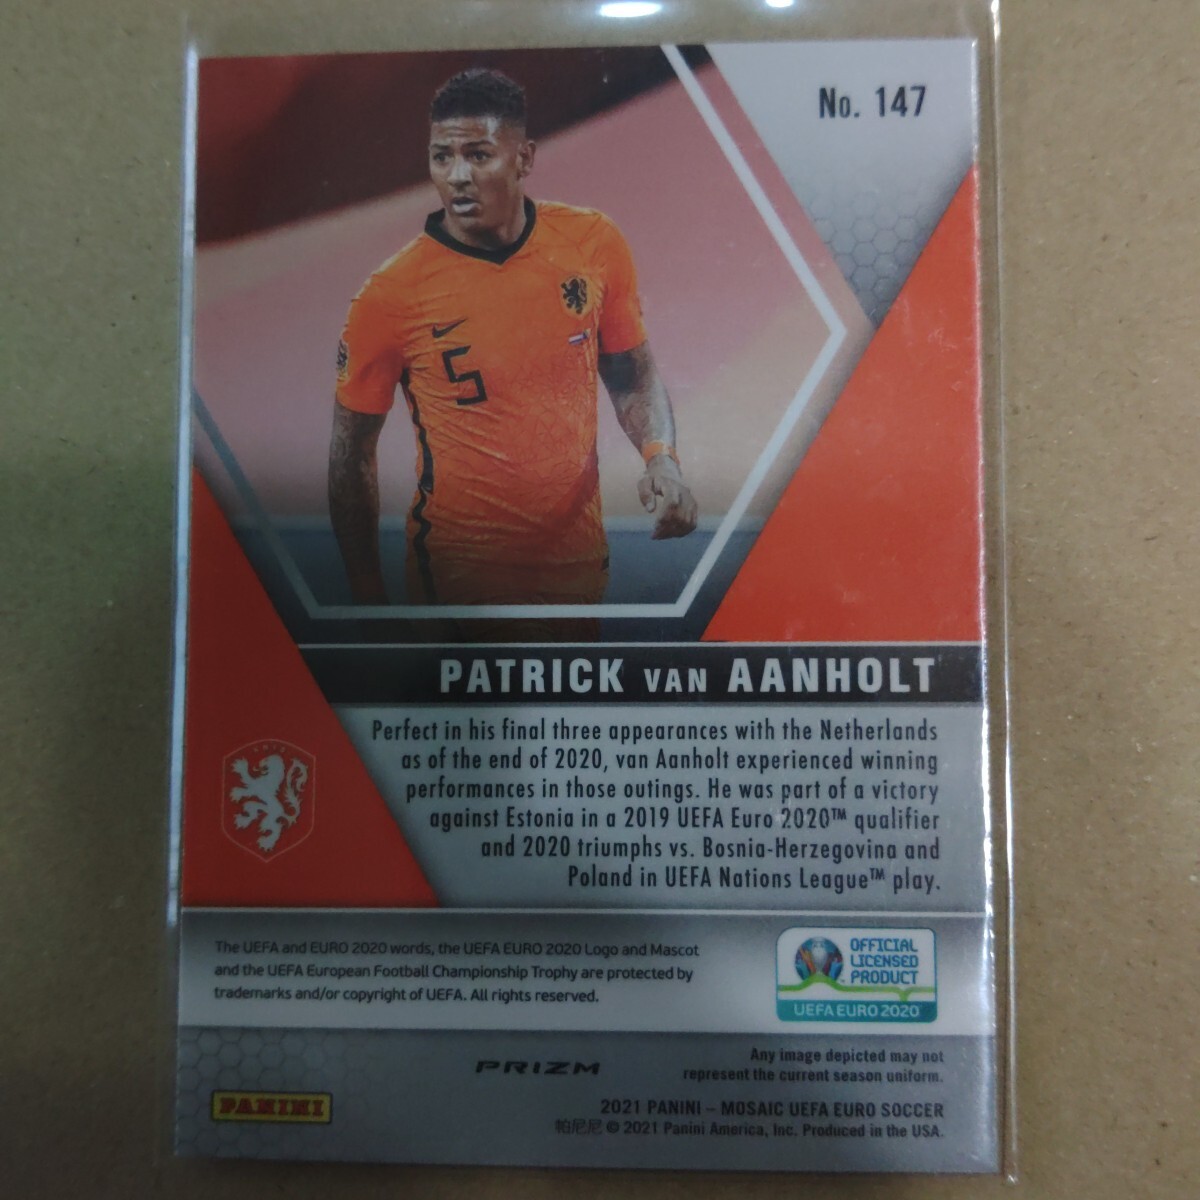 No. 147
5
PATRICK VAN AANHOLT
Perfect in his final three appearances with the Netherlands
as of the end of 2020, van Aanholt experienced winning
performances in those outings. He was part of a victory
against Estonia in a 2019 UEFA Euro 2020™ qualifier
and 2020 triumphs vs. Bosnia-Herzegovina and
Poland in UEFA Nations League™ play.
The UEFA and EURO 2020 words, the UEFA EURO 2020 Logo and Mascot
and the UEFA European Football Championship Trophy are protected by
trademarks and/or copyright of UEFA. All rights reserved.
OFFICIAL
LICENSED
PRODUCT
UEFA EURO 2020
PRIZM
Any image depicted may not
represent the current season uniform.
PANINI
2021 PANINI – MOSAIC UEFA EURO SOCCER
帕尼尼 © 2021 Panini America, Inc. Produced in the USA.